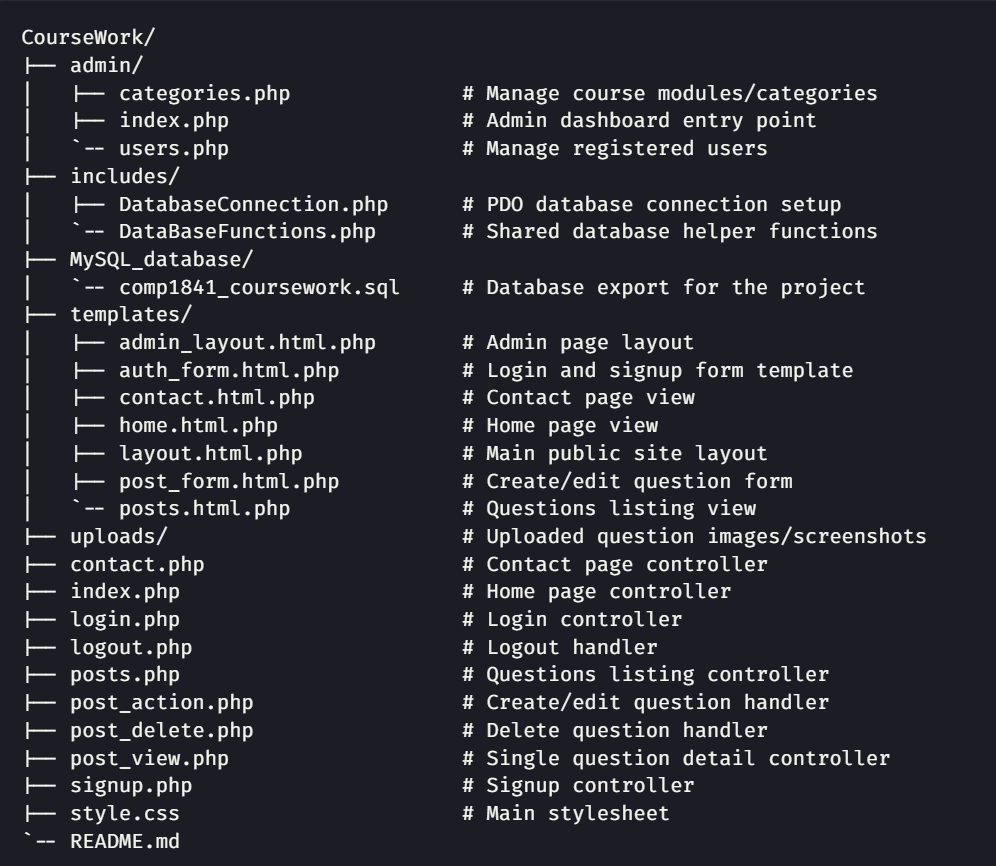 CourseWork/
├── admin/
│   ├── categories.php              # Manage course modules/categories
│   ├── index.php                   # Admin dashboard entry point
│   `-- users.php                   # Manage registered users
├── includes/
│   ├── DatabaseConnection.php      # PDO database connection setup
│   `-- DataBaseFunctions.php       # Shared database helper functions
├── MySQL_database/
│   `-- comp1841_coursework.sql     # Database export for the project
├── templates/
│   ├── admin_layout.html.php       # Admin page layout
│   ├── auth_form.html.php          # Login and signup form template
│   ├── contact.html.php            # Contact page view
│   ├── home.html.php               # Home page view
│   ├── layout.html.php             # Main public site layout
│   ├── post_form.html.php          # Create/edit question form
│   `-- posts.html.php              # Questions listing view
├── uploads/                        # Uploaded question images/screenshots
├── contact.php                     # Contact page controller
├── index.php                       # Home page controller
├── login.php                       # Login controller
├── logout.php                      # Logout handler
├── posts.php                       # Questions listing controller
├── post_action.php                 # Create/edit question handler
├── post_delete.php                 # Delete question handler
├── post_view.php                   # Single question detail controller
├── signup.php                      # Signup controller
├── style.css                       # Main stylesheet
`-- README.md